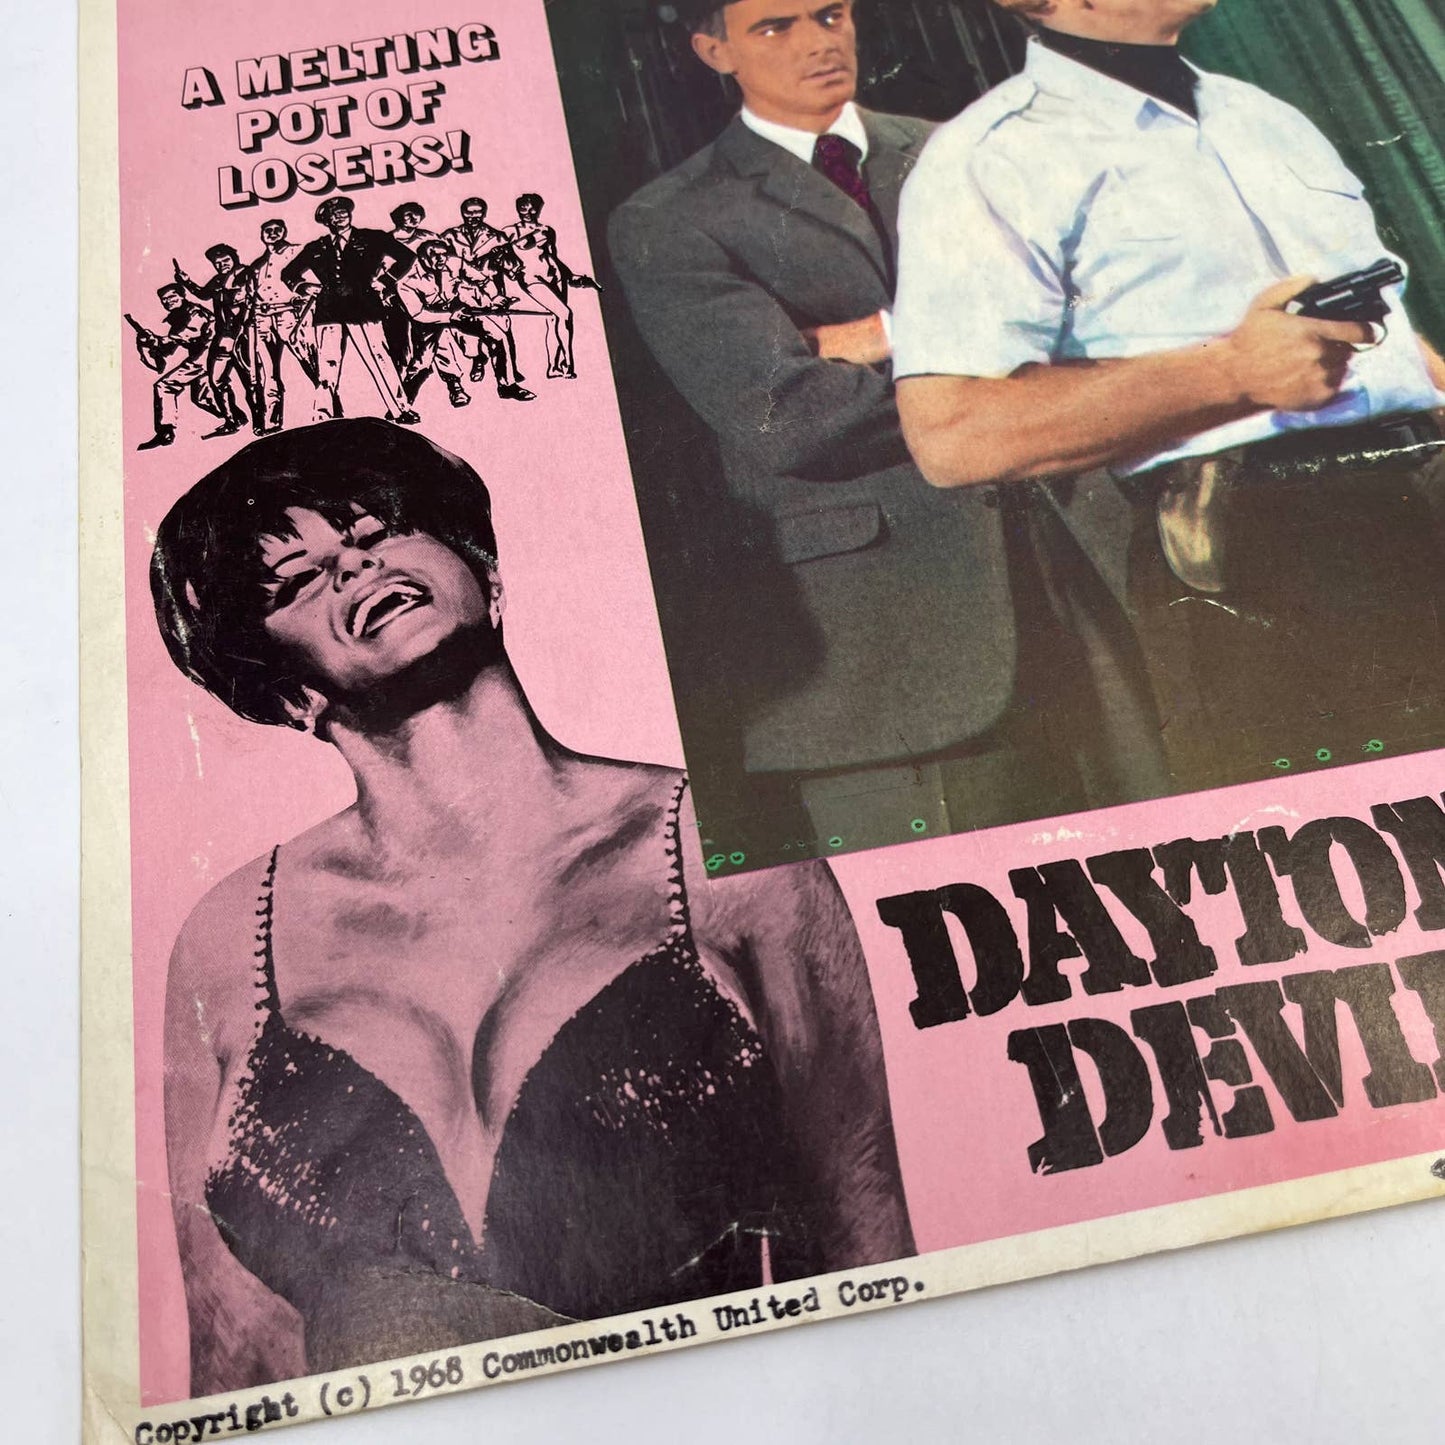 A MELTING
POT OF
LOSERS!
DAYTON
DEVI
Copyright (c) 1968 Commonwealth United Corp.